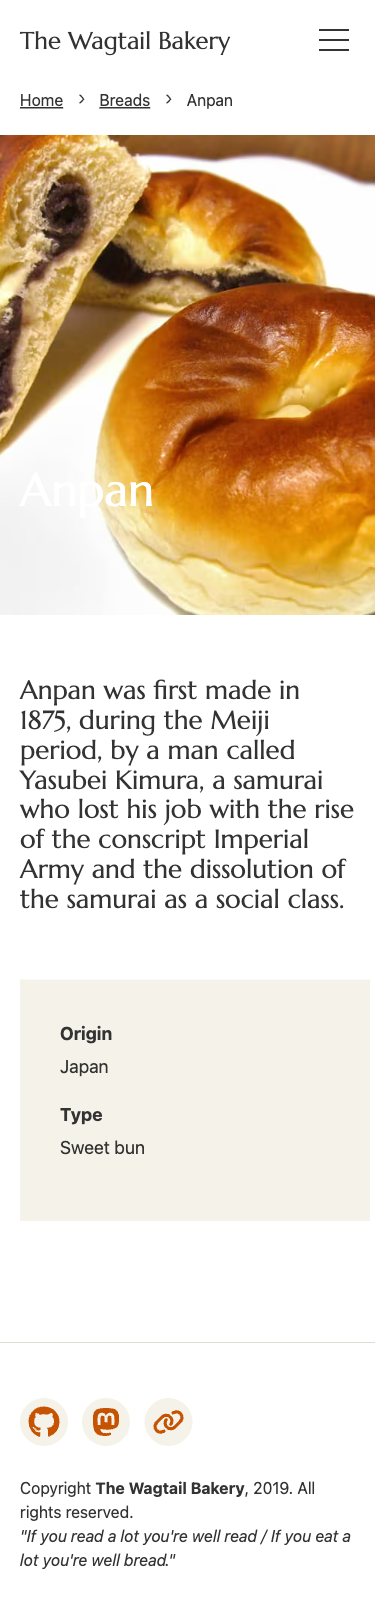 The Wagtail Bakery
Home > Breads > Anpan
Anpan
Anpan was first made in
1875, during the Meiji
period, by a man called
Yasubei Kimura, a samurai
who lost his job with the rise
of the conscript Imperial
Army and the dissolution of
the samurai as a social class.
Origin
Japan
Type
Sweet bun
Copyright The Wagtail Bakery, 2019. All
rights reserved.
"If you read a lot you're well read / If you eat a
lot you're well bread."